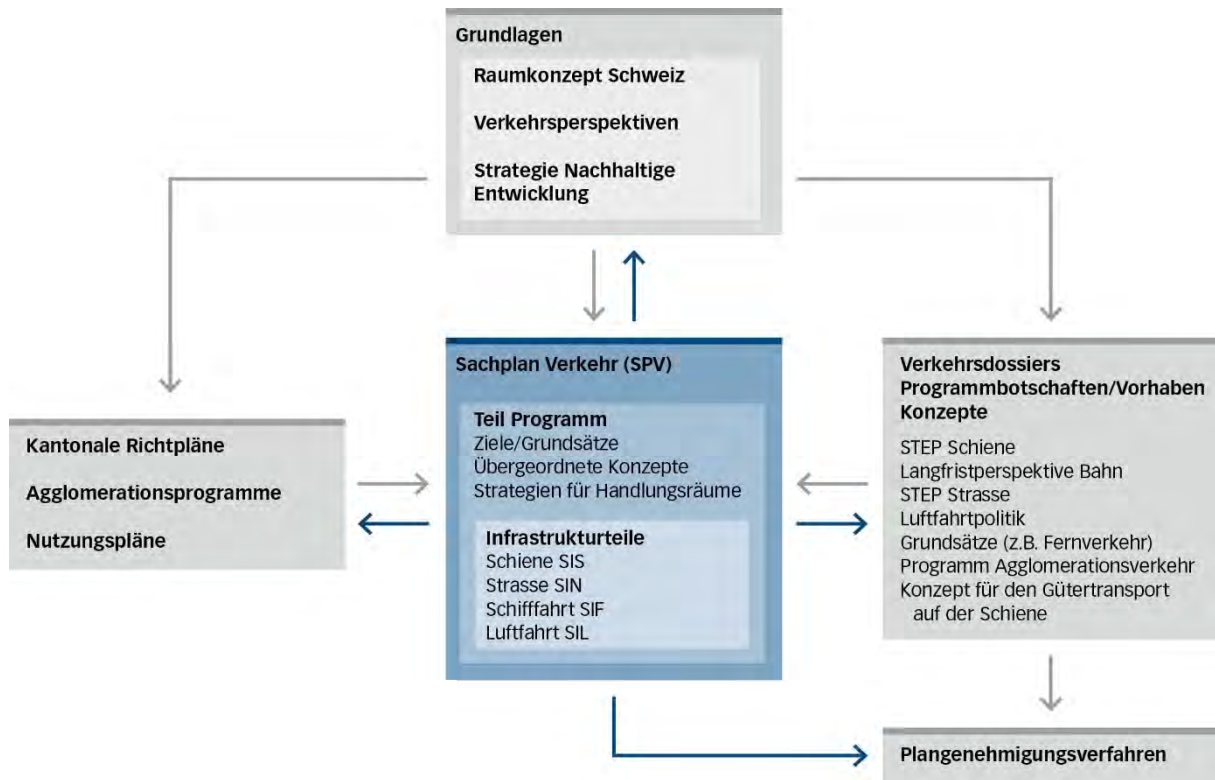 Grundlagen
Raumkonzept Schweiz
Verkehrsperspektiven
Strategie Nachhaltige
Entwicklung
Sachplan Verkehr (SPV)
Teil Programm
Ziele/Grundsätze
Übergeordnete Konzepte
Strategien für Handlungsräume
Infrastrukturteile
Schiene SIS
Strasse SIN
Schifffahrt SIF
Luftfahrt SIL
Kantonale Richtpläne
Agglomerationsprogramme
Nutzungspläne
Verkehrsdossiers
Programmbotschaften/Vorhaben
Konzepte
STEP Schiene
Langfristperspektive Bahn
STEP Strasse
Luftfahrtpolitik
Grundsätze (z.B. Fernverkehr)
Programm Agglomerationsverkehr
Konzept für den Gütertransport
auf der Schiene
Plangenehmigungsverfahren